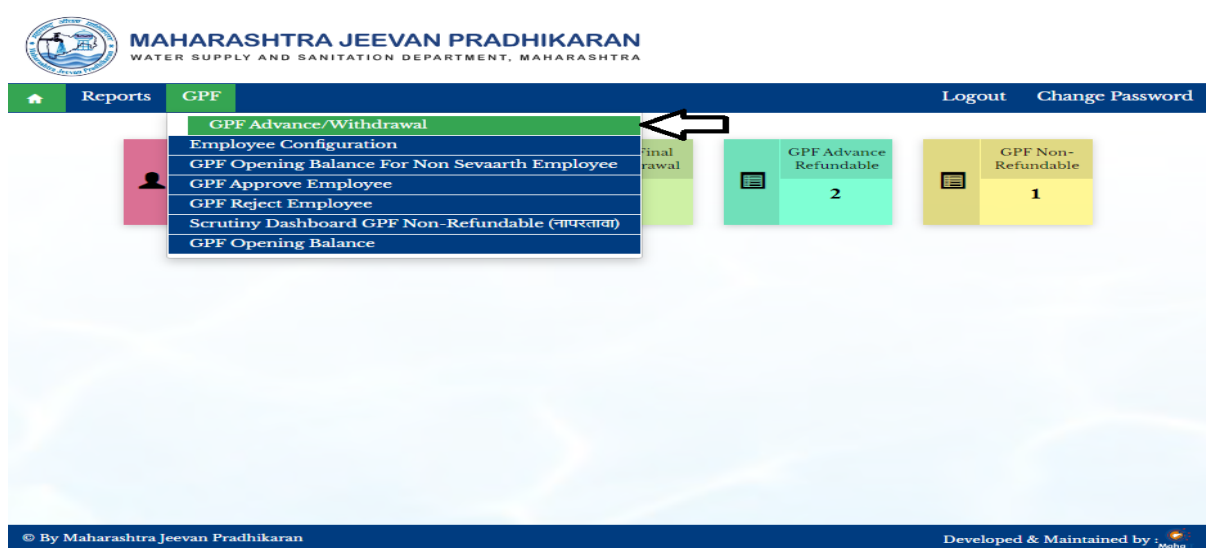 MAHARASHTRA JEEVAN PRADHIKARAN
WATER SUPPLY AND SANITATION DEPARTMENT, MAHARASHTRA
Reports GPF Logout Change Password
GPF Advance/Withdrawal
Employee Configuration
GPF Opening Balance For Non Sevaarth Employee
GPF Approve Employee
GPF Reject Employee
Scrutiny Dashboard GPF Non-Refundable (नापरतावा)
GPF Opening Balance
GPF Advance
Refundable
2
GPF Non-
Refundable
1
© By Maharashtra Jeevan Pradhikaran
Developed & Maintained by :
Maha